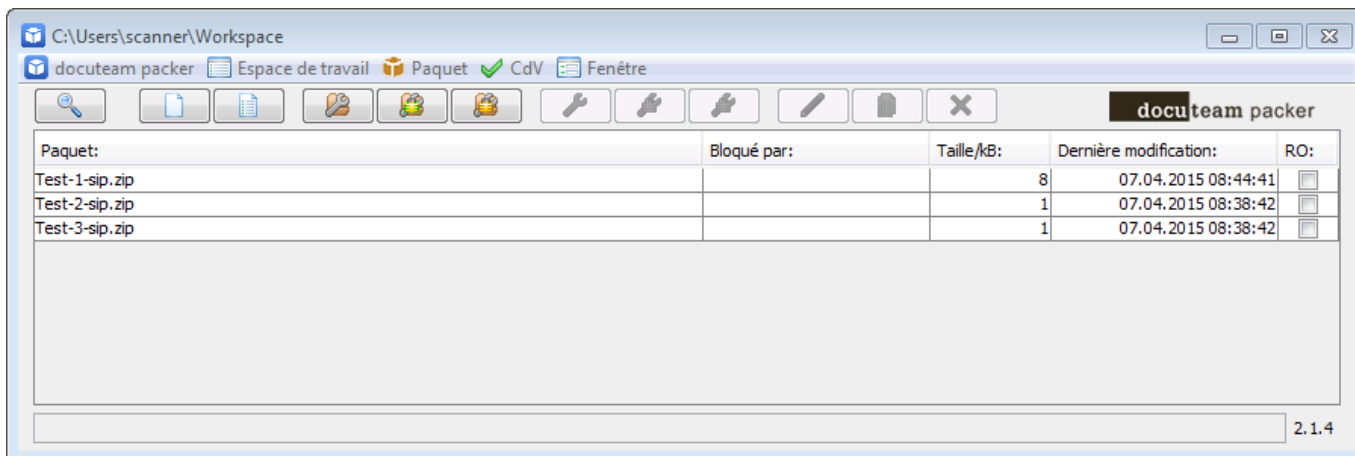 C:\Users\scanner\Workspace
docuteam packer Espace de travail Paquet CdV Fenêtre
docuteam packer
Paquet: Bloqué par: Taille/kB: Dernière modification: RO:
Test-1-sip.zip 8 07.04.2015 08:44:41
Test-2-sip.zip 1 07.04.2015 08:38:42
Test-3-sip.zip 1 07.04.2015 08:38:42
2.1.4